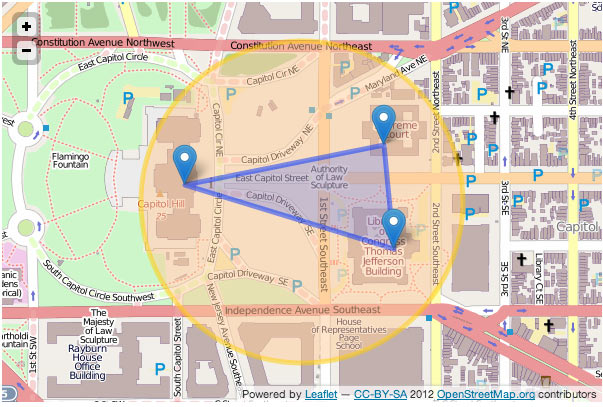 +
Constitution Avenue Northwest
Constitution Avenue Northeast
3rd St NE
East Capitol Circle
Capitol Cir NE
Maryland Ave NE
2nd Street Northeast
4th Street Northeast
Capitol Cir NE
Supreme
Court
Flamingo
Fountain
Capitol Driveway NE
Authority
of Law
Sculpture
East Capitol Street
Capitol Hill
25
Capitol Driveway SE
East Capitol Circle
1st Street Southeast
Library
of
Congress
Thomas
Jefferson
Building
2nd Street Southeast
3rd St SE
Capitol
South Capitol Circle Southwest
Capitol Driveway SE
Library Ct SE
3rd St SE
New Jersey Avenue Southe
Independence Avenue Southeast
The
Majesty
of Law
Sculpture
Rayburn
House
Office
Building
1st St SW
South Capitol Street
House
of Representatives
Page
School
Powered by Leaflet — CC-BY-SA 2012 OpenStreetMap.org contributors